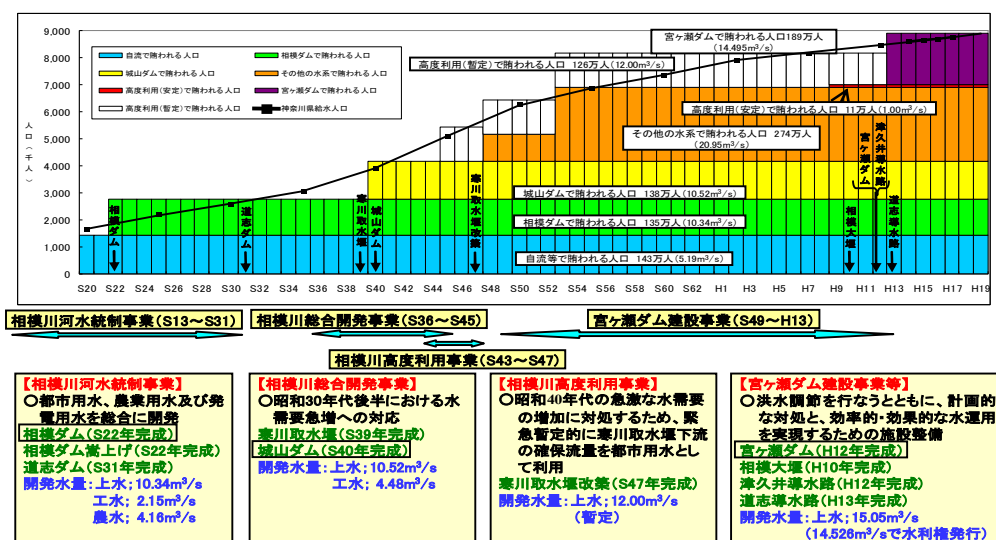 9,000
8,000
7,000
6,000
5,000
4,000
3,000
2,000
1,000
0
人口(千人)
自流で賄われる人口
相模ダムで賄われる人口
城山ダムで賄われる人口
その他の水系で賄われる人口
高度利用(安定)で賄われる人口
宮ヶ瀬ダムで賄われる人口
高度利用(暫定)で賄われる人口
神奈川県給水人口
宮ヶ瀬ダムで賄われる人口189万人
(14.495m³/s)
高度利用(暫定)で賄われる人口 126万人(12.00m³/s)
高度利用(安定)で賄われる人口 11万人(1.00m³/s)
その他の水系で賄われる人口 274万人
(20.95m³/s)
城山ダムで賄われる人口 138万人(10.52m³/s)
相模ダムで賄われる人口 135万人(10.34m³/s)
自流等で賄われる人口 143万人(5.19m³/s)
相模ダム
道志ダム
寒川取水堰
城山ダム
寒川取水堰改築
相模大堰
宮ヶ瀬ダム
津久井導水路
道志導水路
S20 S22 S24 S26 S28 S30 S32 S34 S36 S38 S40 S42 S44 S46 S48 S50 S52 S54 S56 S58 S60 S62 H1 H3 H5 H7 H9 H11 H13 H15 H17 H19
相模川河水統制事業(S13~S31)
相模川総合開発事業(S36~S45)
宮ヶ瀬ダム建設事業(S49~H13)
相模川高度利用事業(S43~S47)
【相模川河水統制事業】
○都市用水、農業用水及び発
電用水を総合に開発
相模ダム(S22年完成)
相模ダム嵩上げ(S22年完成)
道志ダム(S31年完成)
開発水量:上水;10.34m³/s
工水; 2.15m³/s
農水; 4.16m³/s
【相模川総合開発事業】
○昭和30年代後半における水
需要急増への対応
寒川取水堰(S39年完成)
城山ダム(S40年完成)
開発水量:上水;10.52m³/s
工水; 4.48m³/s
【相模川高度利用事業】
○昭和40年代の急激な水需要
の増加に対処するため、緊
急暫定的に寒川取水堰下流
の確保流量を都市用水とし
て利用
寒川取水堰改築(S47年完成)
開発水量:上水;12.00m³/s
(暫定)
【宮ヶ瀬ダム建設事業等】
○洪水調節を行なうとともに、計画的
な対処と、効率的・効果的な水運用
を実現するための施設整備
宮ヶ瀬ダム(H12年完成)
相模大堰(H10年完成)
津久井導水路(H12年完成)
道志導水路(H13年完成)
開発水量:上水;15.05m³/s
(14.526m³/sで水利権発行)